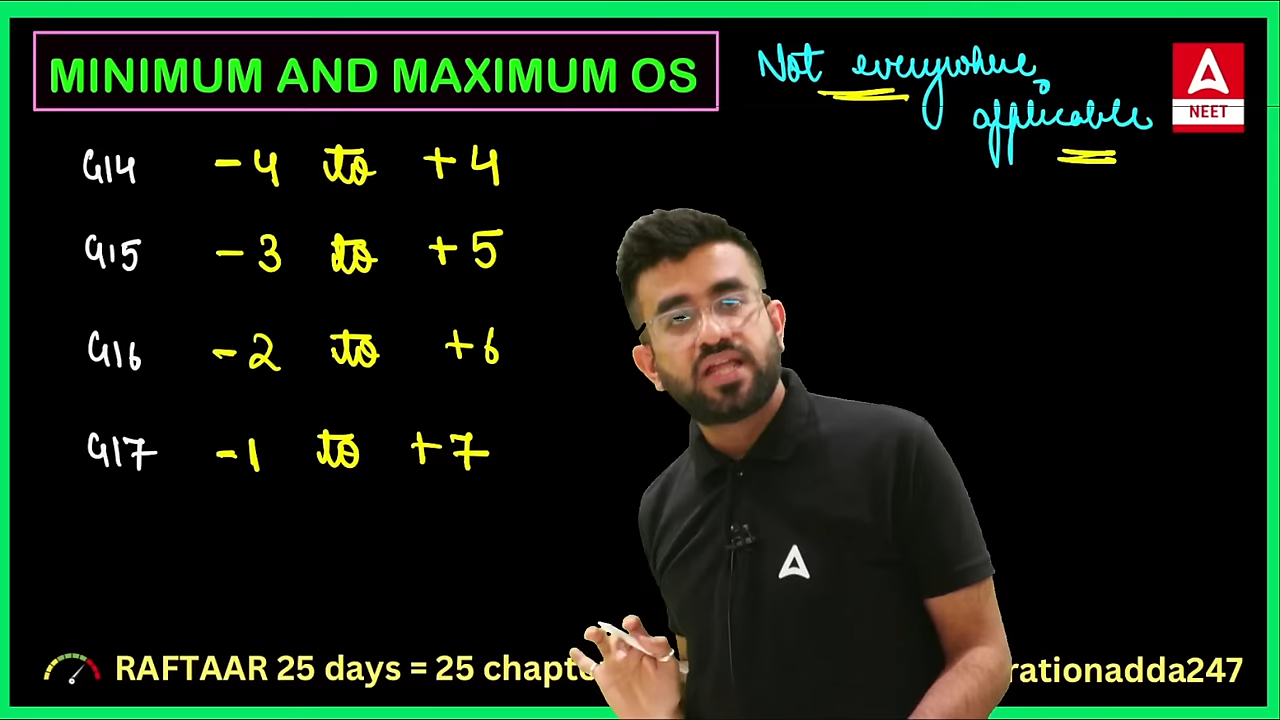 MINIMUM AND MAXIMUM OS
Not everywhere
applicable
NEET
G14 -4 to +4
G15 -3 to +5
G16 -2 to +6
G17 -1 to +7
RAFTAAR 25 days = 25 chapt
rationadda247